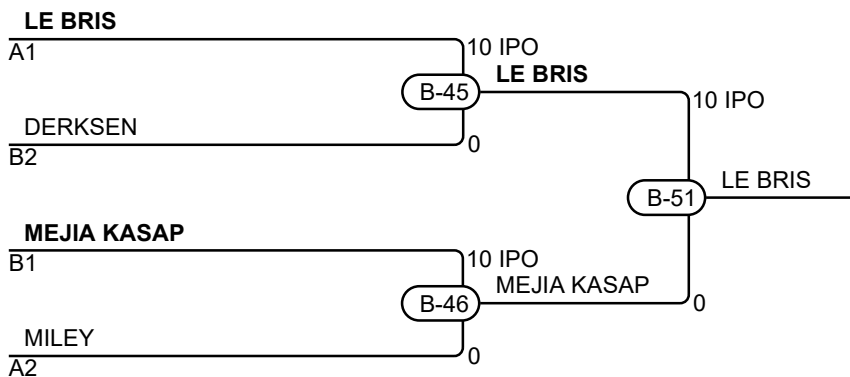 LE BRIS
A1
10 IPO
LE BRIS
B-45
10 IPO
DERKSEN
B2
0
B-51
LE BRIS
MEJIA KASAP
B1
10 IPO
MEJIA KASAP
B-46
0
MILEY
A2
0